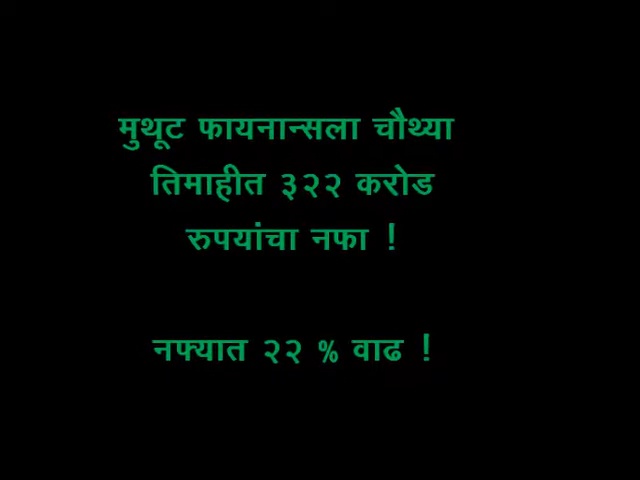 मुथूट फायनान्सला चौथ्या
तिमाहीत ३२२ करोड
रुपयांचा नफा !
नफ्यात २२ % वाढ !